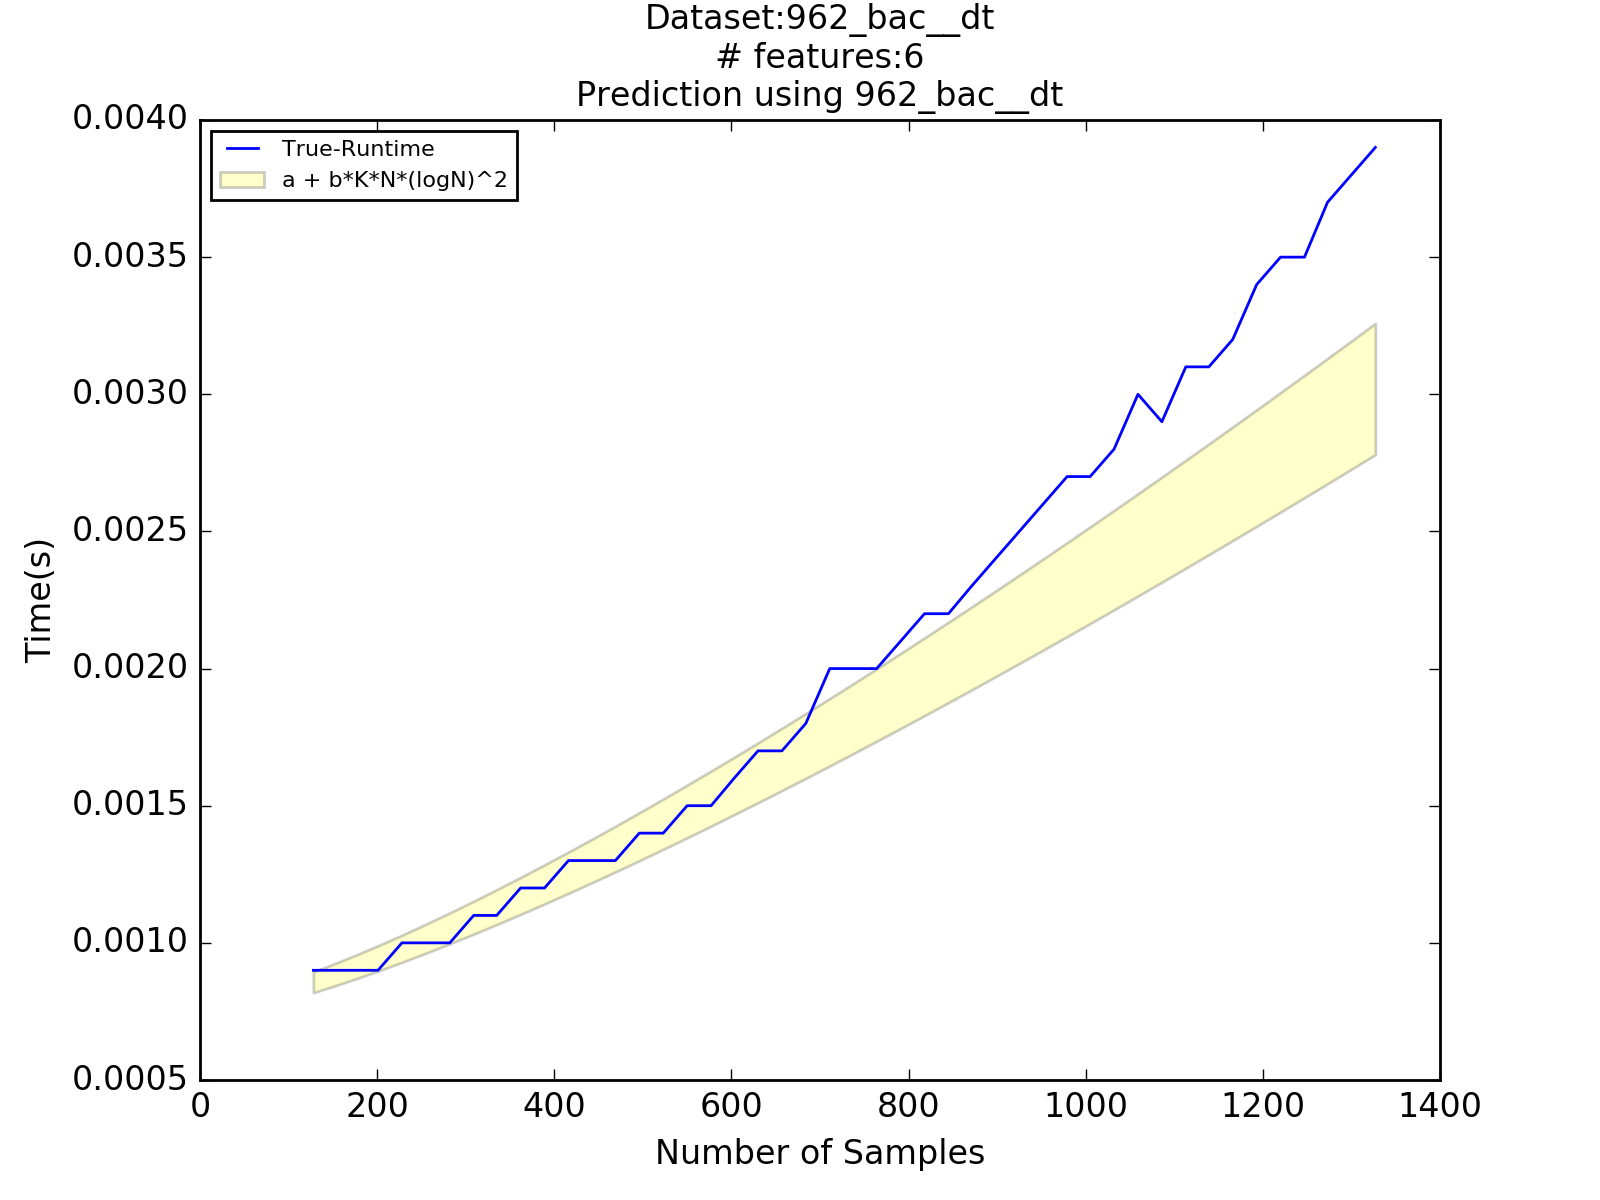 Dataset:962_bac__dt
# features:6
Prediction using 962_bac__dt
True-Runtime
a + b*K*N*(logN)^2
0.0040
0.0035
0.0030
0.0025
0.0020
0.0015
0.0010
0.0005
Time(s)
0 200 400 600 800 1000 1200 1400
Number of Samples